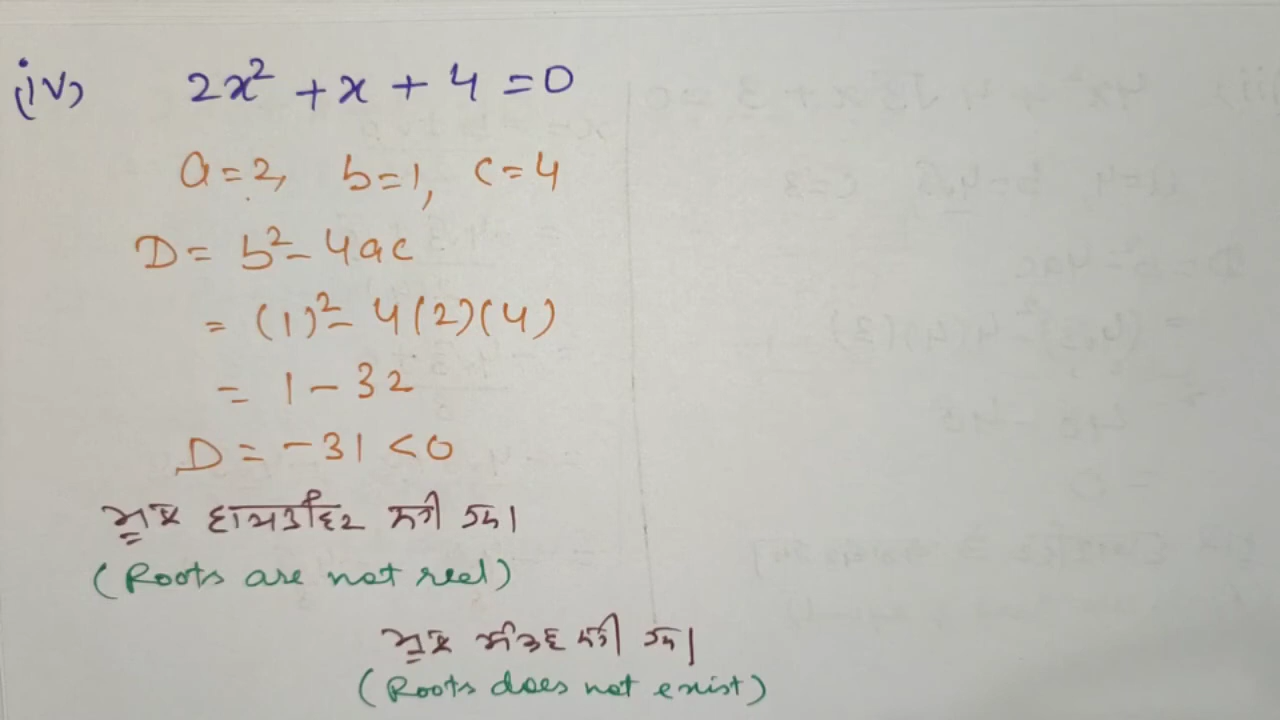 (iv) 2x² + x + 4 = 0
a = 2, b = 1, c = 4
D = b² - 4ac
= (1)² - 4(2)(4)
= 1 - 32
D = -31 < 0
ਮੂਲ ਵਾਸਤਵਿਕ ਨਹੀਂ ਹਨ।
(Roots are not real)
ਮੂਲ ਸੰਭਵ ਨਹੀਂ ਹਨ।
(Roots does not exist)